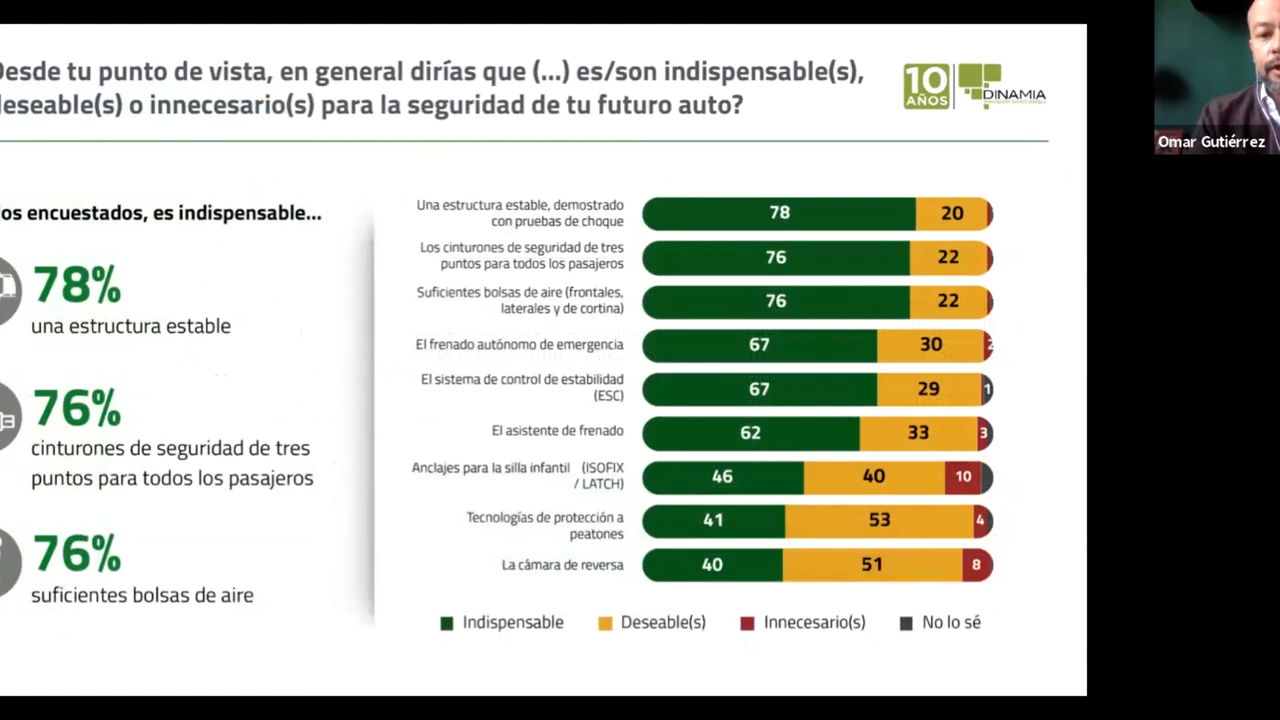 Desde tu punto de vista, en general dirías que (...) es/son indispensable(s),
deseable(s) o innecesario(s) para la seguridad de tu futuro auto?
10
AÑOS
DINAMIA
Omar Gutiérrez
los encuestados, es indispensable...
78%
una estructura estable
76%
cinturones de seguridad de tres
puntos para todos los pasajeros
76%
suficientes bolsas de aire
Una estructura estable, demostrado
con pruebas de choque
78 20
Los cinturones de seguridad de tres
puntos para todos los pasajeros
76 22
Suficientes bolsas de aire (frontales,
laterales y de cortina)
76 22
El frenado autónomo de emergencia
67 30 2
El sistema de control de estabilidad
(ESC)
67 29 1
El asistente de frenado
62 33 3
Anclajes para la silla infantil (ISOFIX
/ LATCH)
46 40 10
Tecnologías de protección a
peatones
41 53 4
La cámara de reversa
40 51 8
Indispensable Deseable(s) Innecesario(s) No lo sé